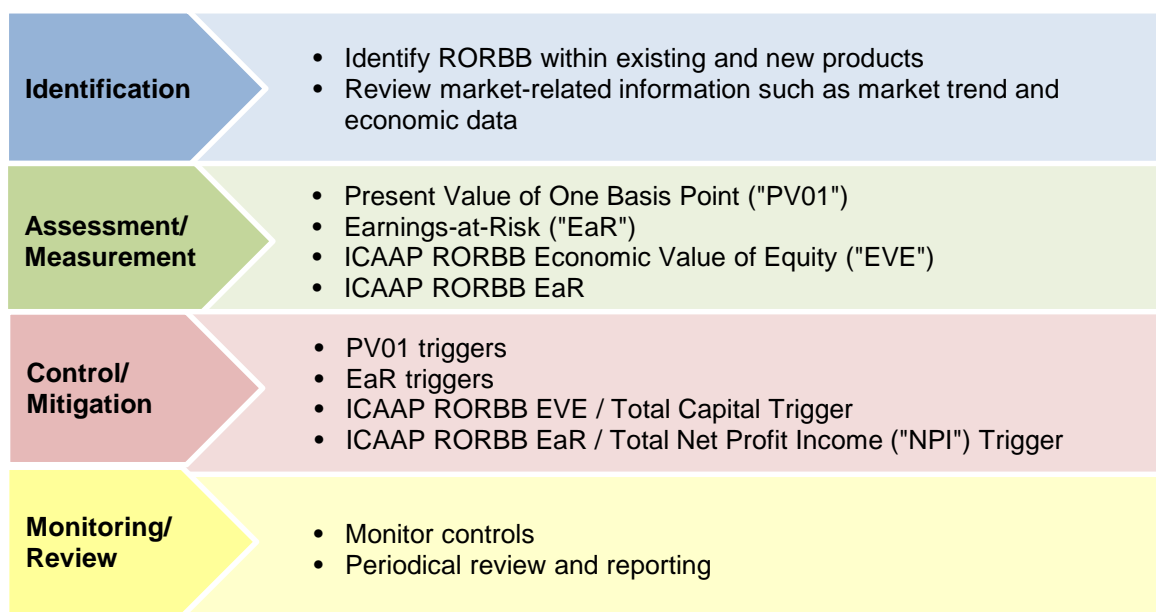 Identification
• Identify RORBB within existing and new products
• Review market-related information such as market trend and
economic data
Assessment/
Measurement
• Present Value of One Basis Point ("PV01")
• Earnings-at-Risk ("EaR")
• ICAAP RORBB Economic Value of Equity ("EVE")
• ICAAP RORBB EaR
Control/
Mitigation
• PV01 triggers
• EaR triggers
• ICAAP RORBB EVE / Total Capital Trigger
• ICAAP RORBB EaR / Total Net Profit Income ("NPI") Trigger
Monitoring/
Review
• Monitor controls
• Periodical review and reporting